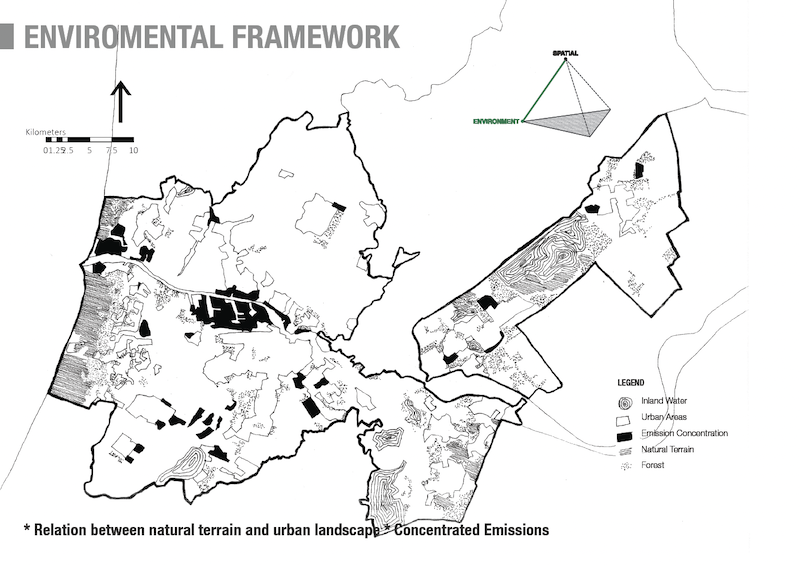 ENVIROMENTAL FRAMEWORK
SPATIAL
ENVIRONMENT
Kilometers
0 1.25 2.5 5 7.5 10
LEGEND
Inland Water
Urban Areas
Emission Concentration
Natural Terrain
Forest
* Relation between natural terrain and urban landscape * Concentrated Emissions